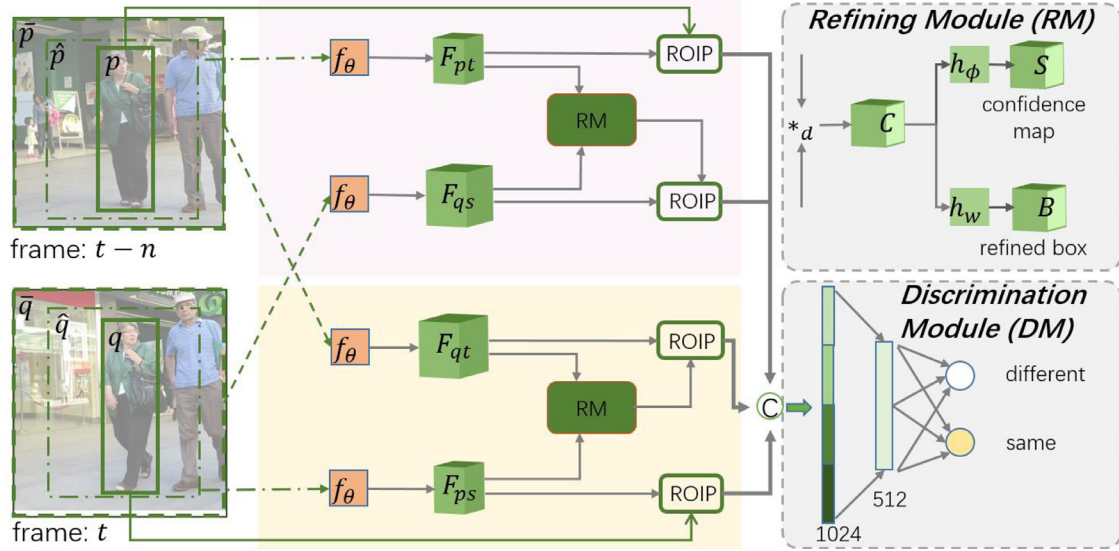 p̄
p̂
p
frame: t − n
q̄
q̂
q
frame: t
f_θ
F_pt
ROIP
RM
f_θ
F_qs
ROIP
f_θ
F_qt
ROIP
RM
f_θ
F_ps
ROIP
C
Refining Module (RM)
*_d
C
h_ϕ
S
confidence
map
h_w
B
refined box
Discrimination
Module (DM)
different
same
512
1024